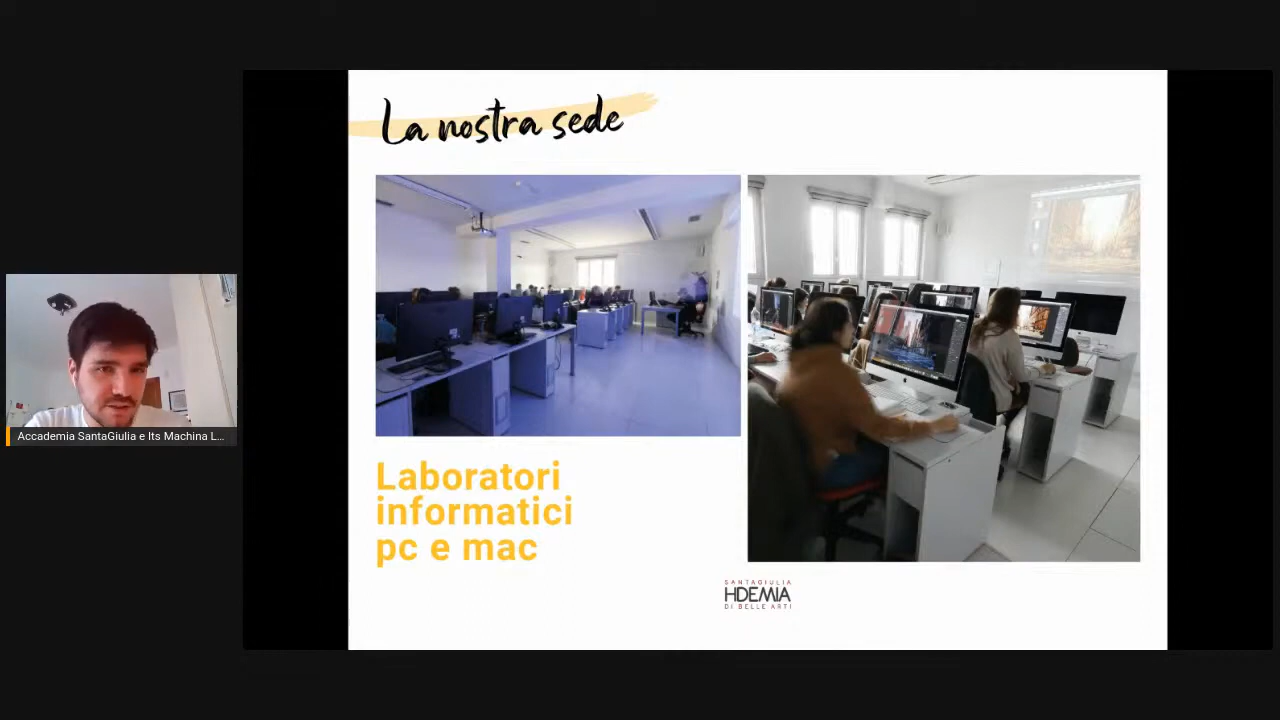 La nostra sede
Laboratori
informatici
pc e mac
SANTAGIULIA
HDEMIA
DI BELLE ARTI
Accademia SantaGiulia e Its Machina L...